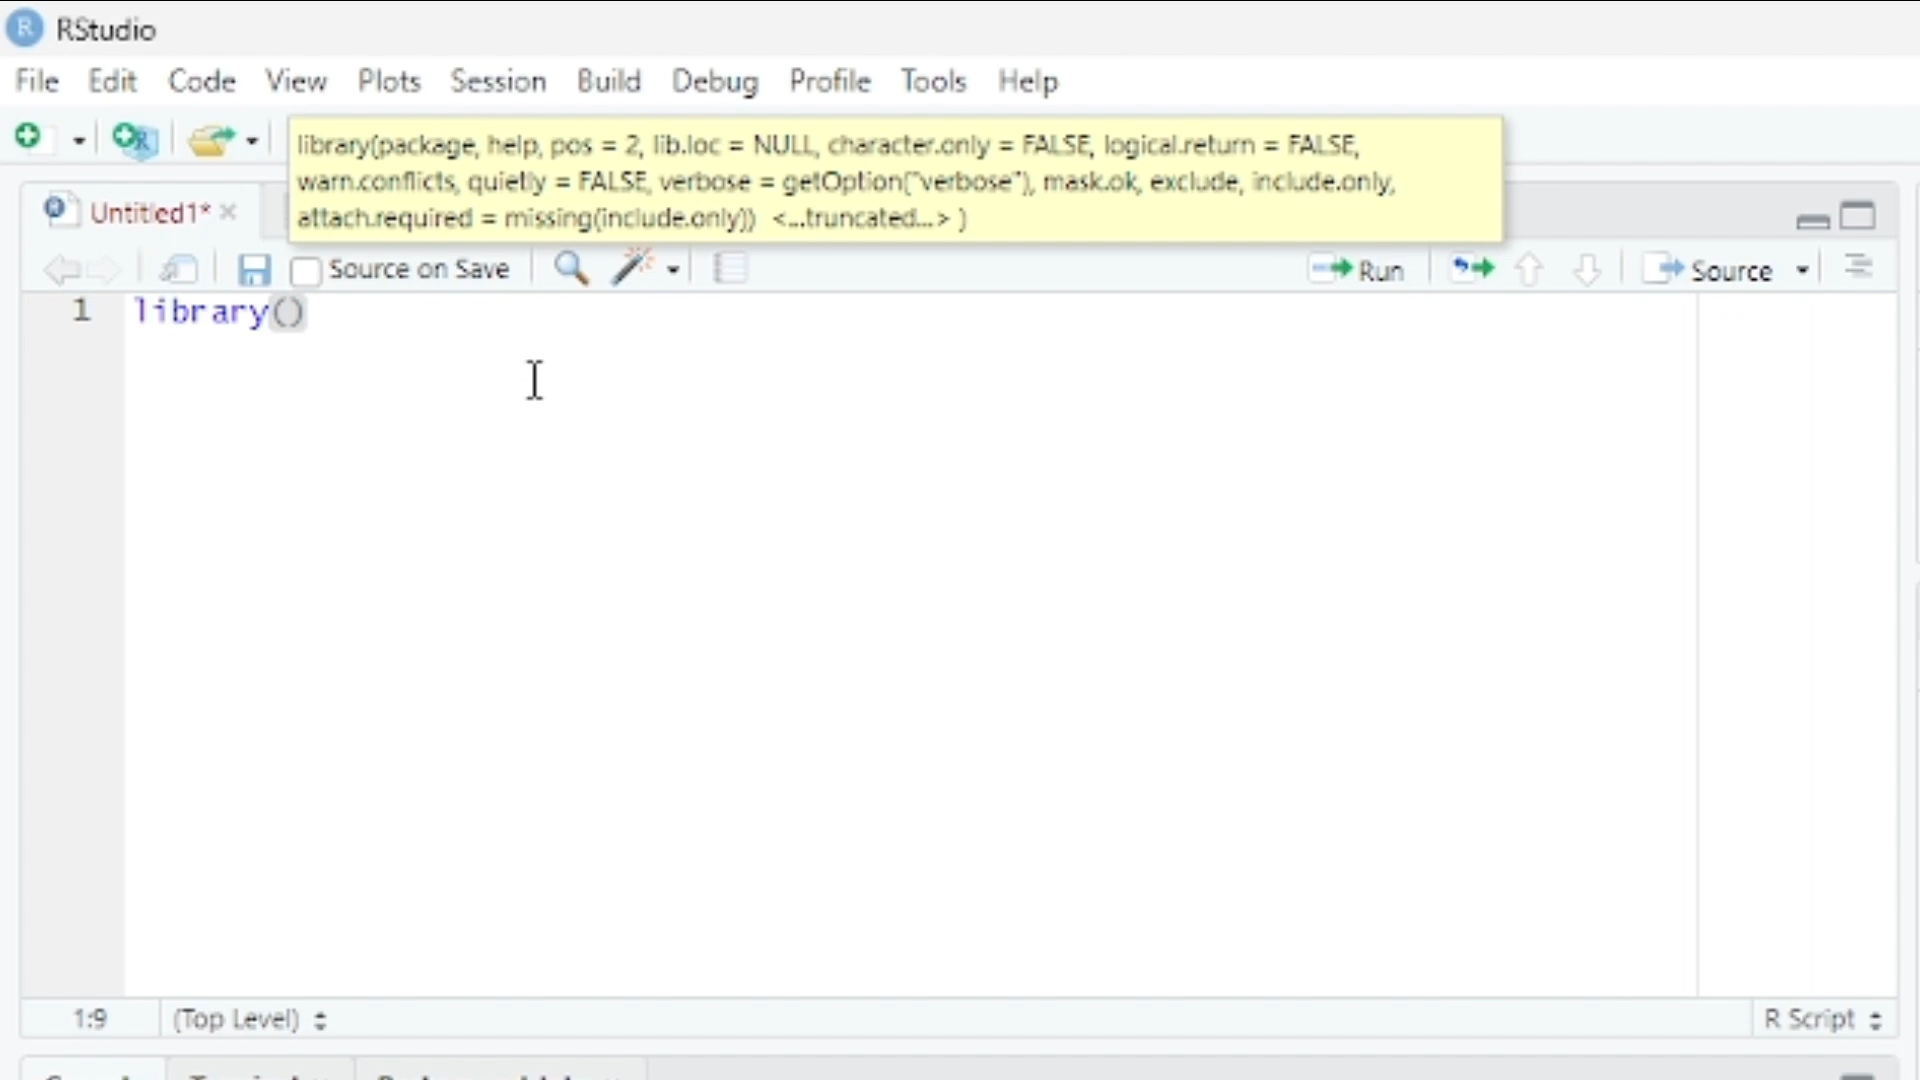 RStudio
File Edit Code View Plots Session Build Debug Profile Tools Help
library(package, help, pos = 2, lib.loc = NULL, character.only = FALSE, logical.return = FALSE,
warn.conflicts, quietly = FALSE, verbose = getOption("verbose"), mask.ok, exclude, include.only,
attach.required = missing(include.only)) <...truncated...> )
Untitled1*
Source on Save Run Source
1 library()
1:9 (Top Level) R Script